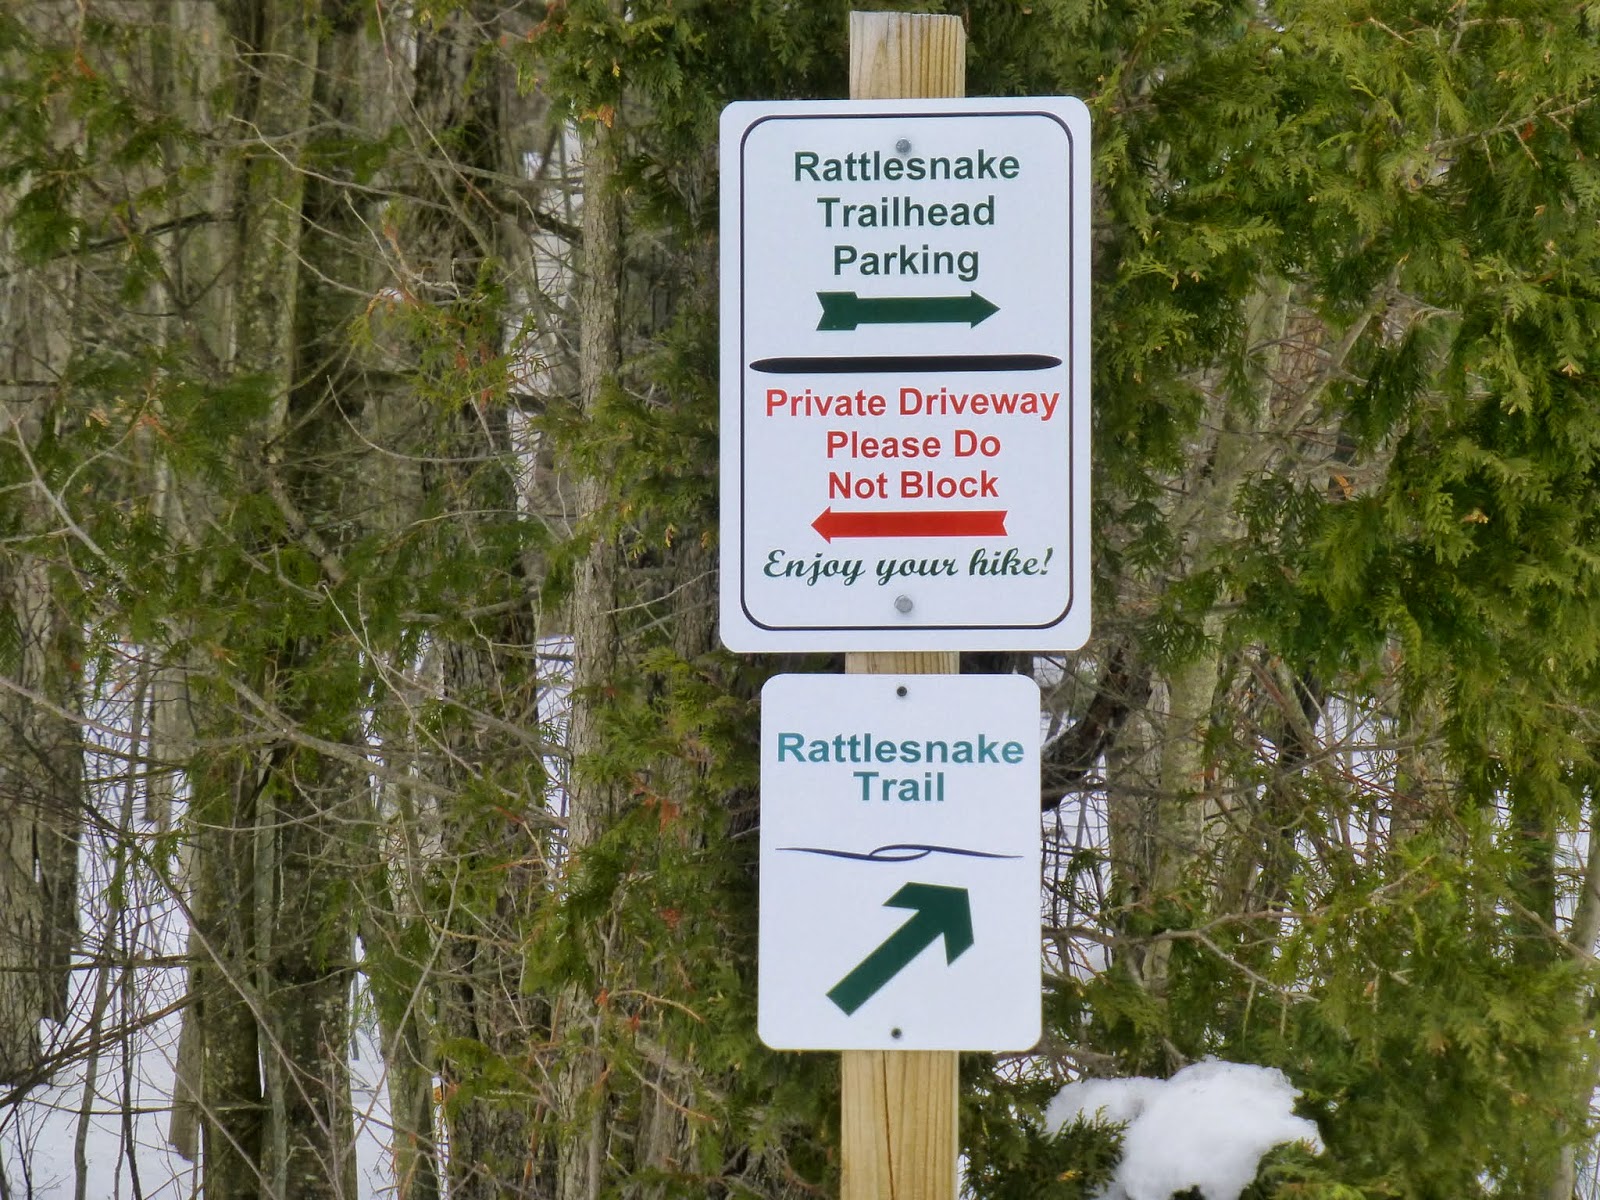 Rattlesnake
Trailhead
Parking
Private Driveway
Please Do
Not Block
Enjoy your hike!
Rattlesnake
Trail